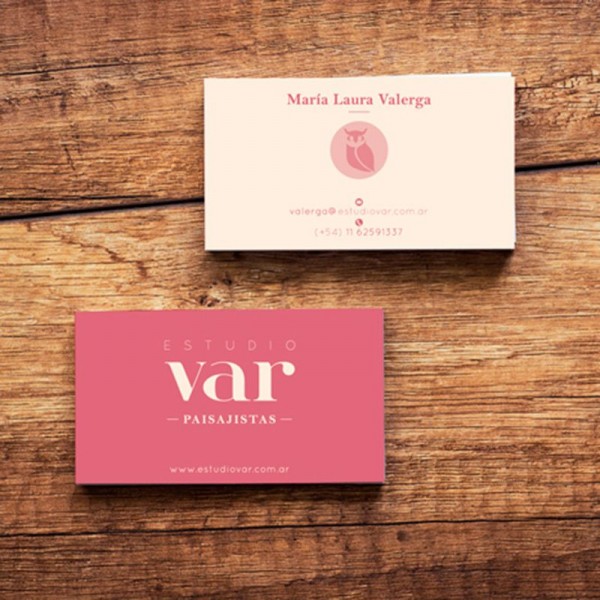 María Laura Valerga
valerga@estudiovar.com.ar
(+54) 11 62591337
ESTUDIO
var
— PAISAJISTAS —
www.estudiovar.com.ar